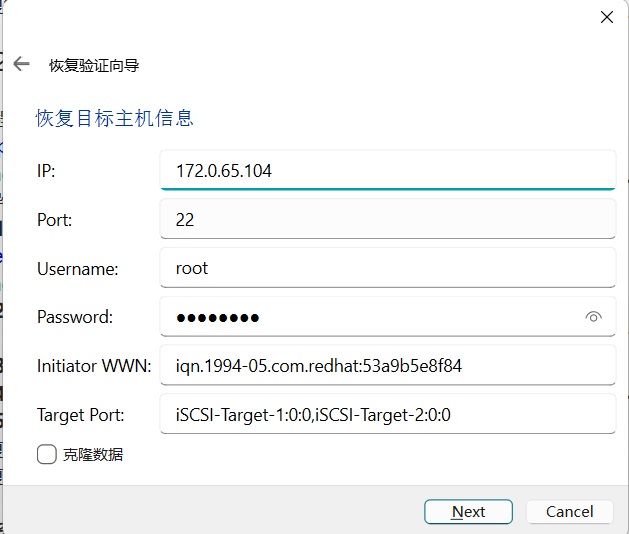 恢复验证向导
恢复目标主机信息
IP: 172.0.65.104
Port: 22
Username: root
Password: ●●●●●●●●
Initiator WWN: iqn.1994-05.com.redhat:53a9b5e8f84
Target Port: iSCSI-Target-1:0:0,iSCSI-Target-2:0:0
克隆数据
Next Cancel